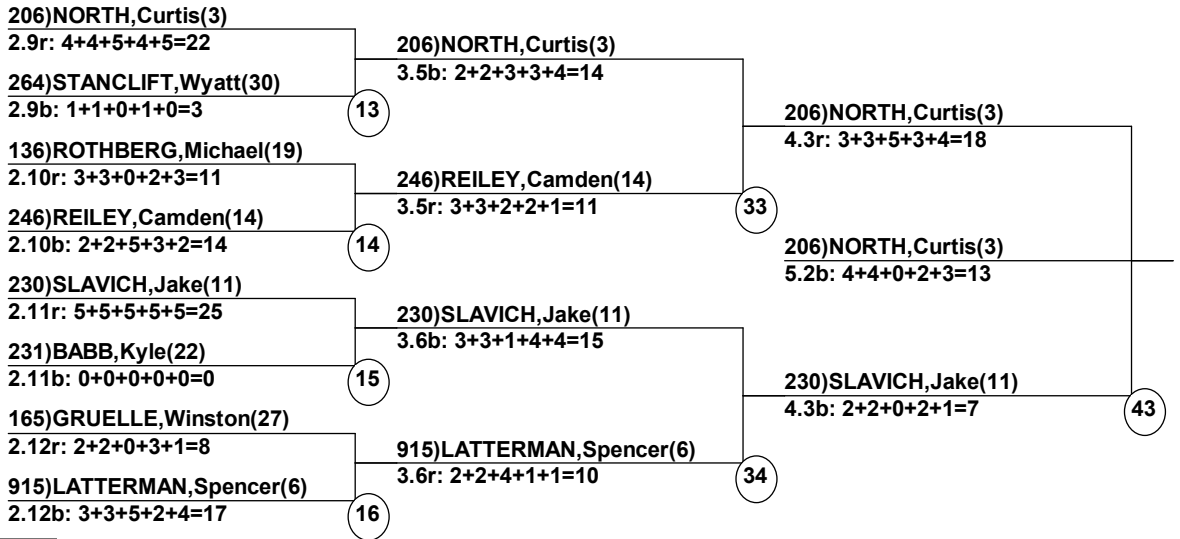 206)NORTH,Curtis(3)
2.9r: 4+4+5+4+5=22
264)STANCLIFT,Wyatt(30)
2.9b: 1+1+0+1+0=3
13
136)ROTHBERG,Michael(19)
2.10r: 3+3+0+2+3=11
246)REILEY,Camden(14)
2.10b: 2+2+5+3+2=14
14
230)SLAVICH,Jake(11)
2.11r: 5+5+5+5+5=25
231)BABB,Kyle(22)
2.11b: 0+0+0+0+0=0
15
165)GRUELLE,Winston(27)
2.12r: 2+2+0+3+1=8
915)LATTERMAN,Spencer(6)
2.12b: 3+3+5+2+4=17
16
206)NORTH,Curtis(3)
3.5b: 2+2+3+3+4=14
246)REILEY,Camden(14)
3.5r: 3+3+2+2+1=11
33
230)SLAVICH,Jake(11)
3.6b: 3+3+1+4+4=15
915)LATTERMAN,Spencer(6)
3.6r: 2+2+4+1+1=10
34
206)NORTH,Curtis(3)
4.3r: 3+3+5+3+4=18
206)NORTH,Curtis(3)
5.2b: 4+4+0+2+3=13
230)SLAVICH,Jake(11)
4.3b: 2+2+0+2+1=7
43